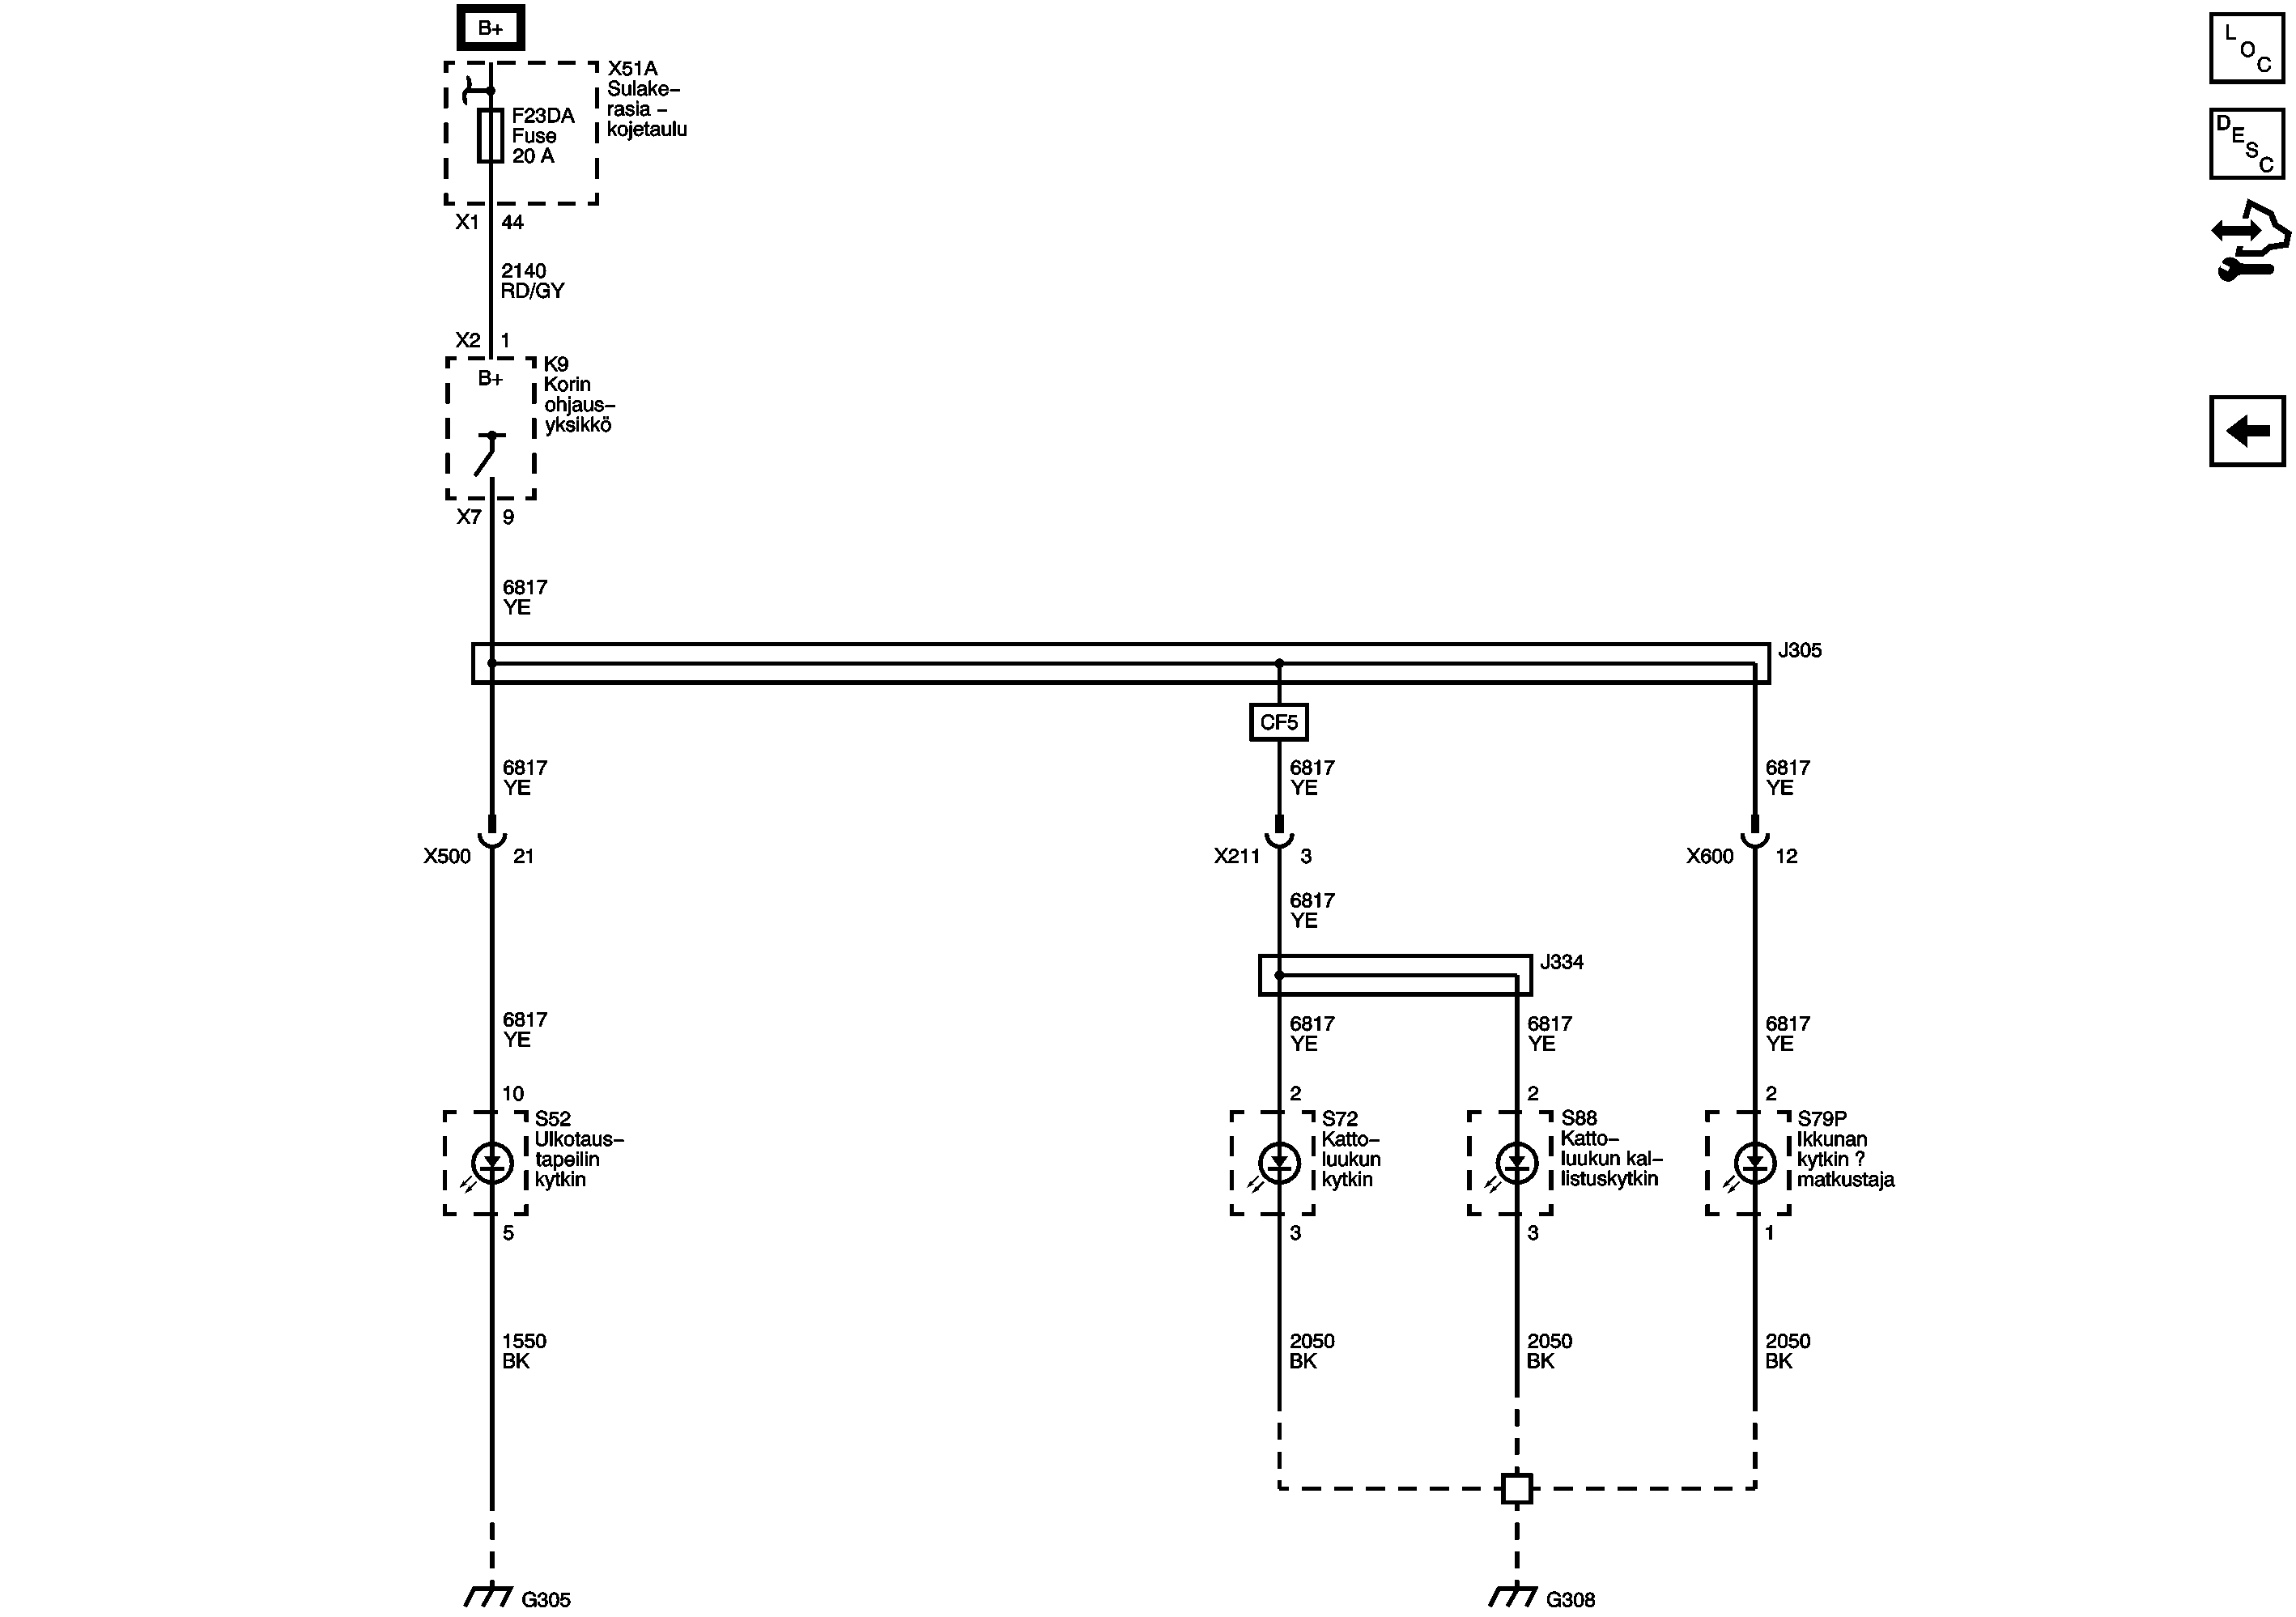 B+
X51A
Sulake–
rasia –
kojetaulu
F23DA
Fuse
20 A
X1 44
2140
RD/GY
X2 1
K9
Korin
ohjaus–
yksikkö
B+
X7 9
6817
YE
J305
CF5
6817
YE
6817
YE
6817
YE
X500 21
X211 3
X600 12
6817
YE
J334
6817
YE
6817
YE
6817
YE
6817
YE
10
2
2
2
S52
Ulkotaus–
tapeilin
kytkin
S72
Katto–
luukun
kytkin
S88
Katto–
luukun kal–
listuskytkin
S79P
Ikkunan
kytkin ?
matkustaja
5
3
3
1
1550
BK
2050
BK
2050
BK
2050
BK
G305
G308
LOC
DESC